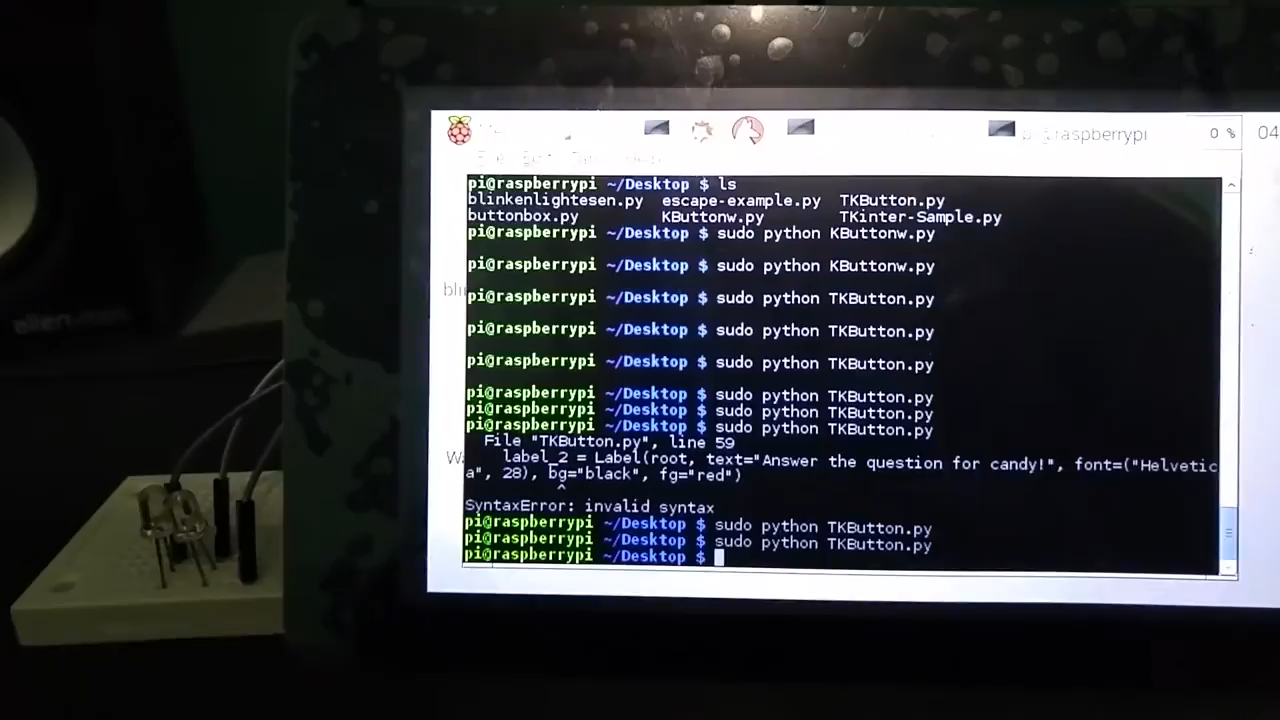 raspberrypi
0 %
04
pi@raspberrypi ~/Desktop $ ls
blinkenlightesen.py escape-example.py TKButton.py
buttonbox.py KButtonw.py TKinter-Sample.py
pi@raspberrypi ~/Desktop $ sudo python KButtonw.py
pi@raspberrypi ~/Desktop $ sudo python KButtonw.py
pi@raspberrypi ~/Desktop $ sudo python TKButton.py
pi@raspberrypi ~/Desktop $ sudo python TKButton.py
pi@raspberrypi ~/Desktop $ sudo python TKButton.py
pi@raspberrypi ~/Desktop $ sudo python TKButton.py
pi@raspberrypi ~/Desktop $ sudo python TKButton.py
pi@raspberrypi ~/Desktop $ sudo python TKButton.py
File "TKButton.py", line 59
label_2 = Label(root, text="Answer the question for candy!", font=("Helvetic
a", 28), bg="black", fg="red")
^
SyntaxError: invalid syntax
pi@raspberrypi ~/Desktop $ sudo python TKButton.py
pi@raspberrypi ~/Desktop $ sudo python TKButton.py
pi@raspberrypi ~/Desktop $